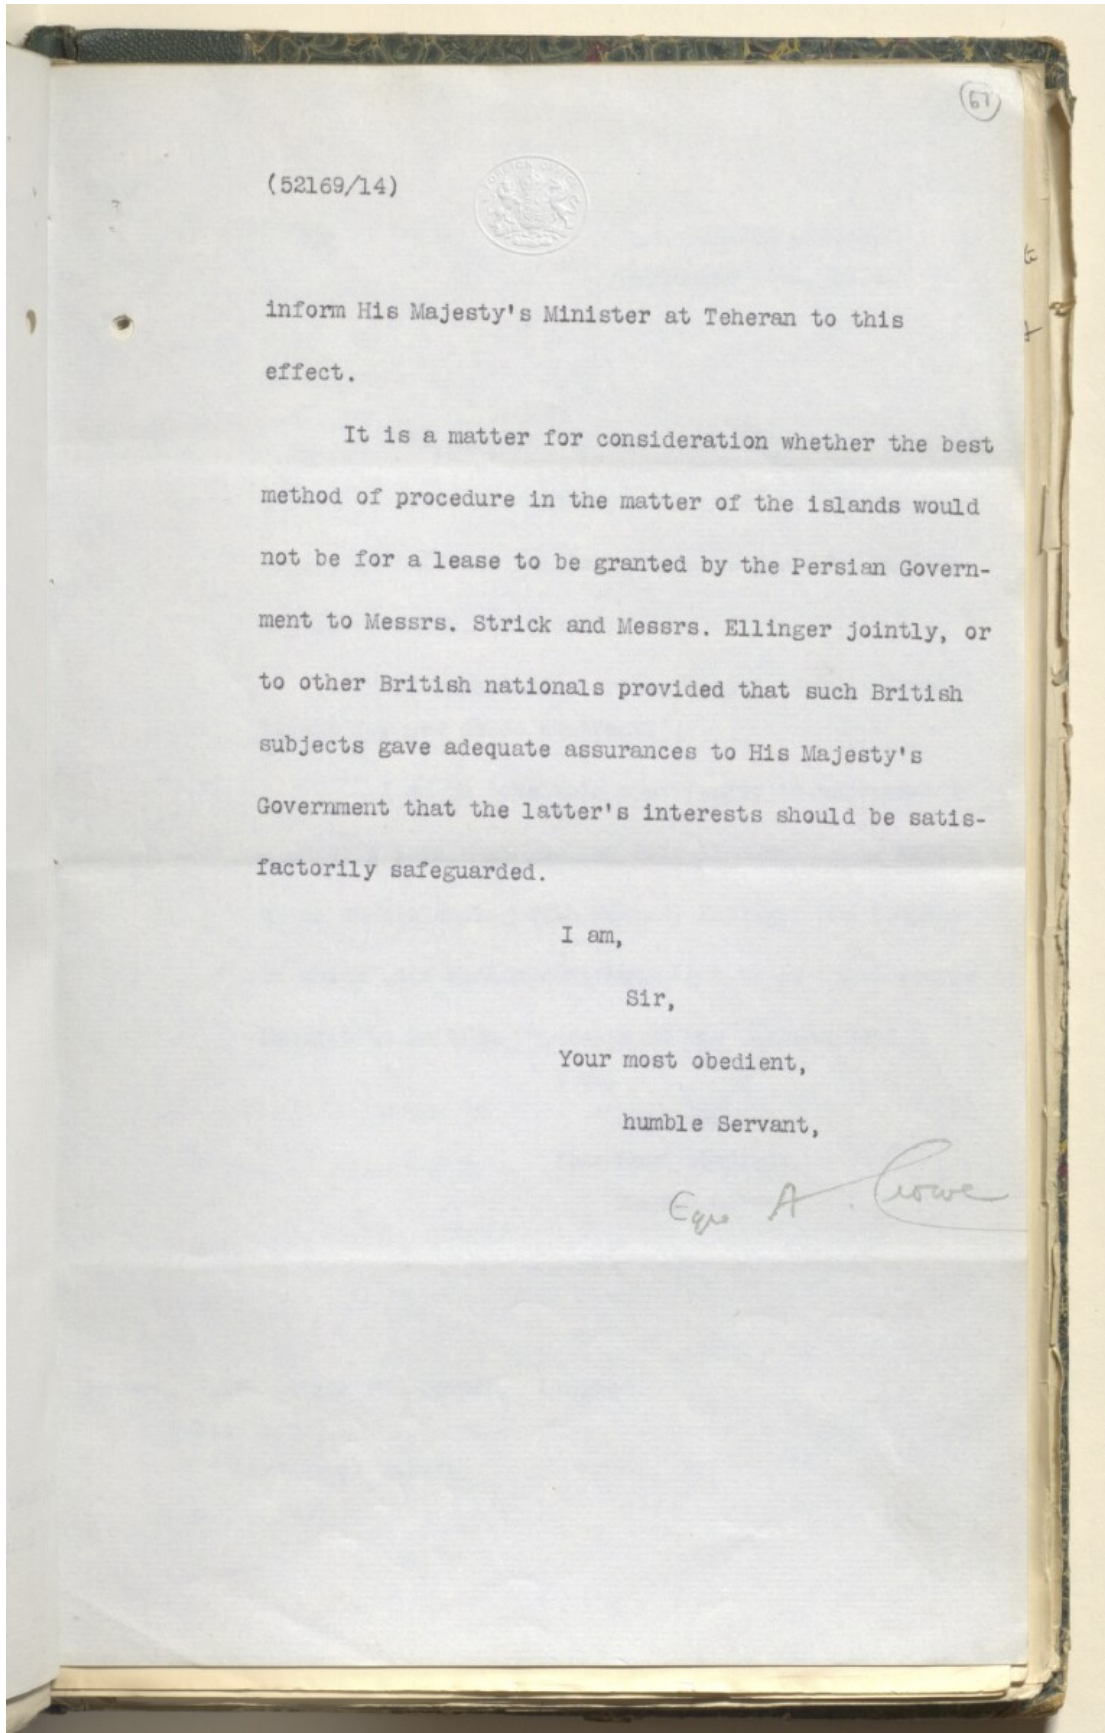 67
(52169/14)
FOREIGN OFFICE
inform His Majesty's Minister at Teheran to this
effect.
It is a matter for consideration whether the best
method of procedure in the matter of the islands would
not be for a lease to be granted by the Persian Govern-
ment to Messrs. Strick and Messrs. Ellinger jointly, or
to other British nationals provided that such British
subjects gave adequate assurances to His Majesty's
Government that the latter's interests should be satis-
factorily safeguarded.
I am,
Sir,
Your most obedient,
humble Servant,
Eyre A. Crowe